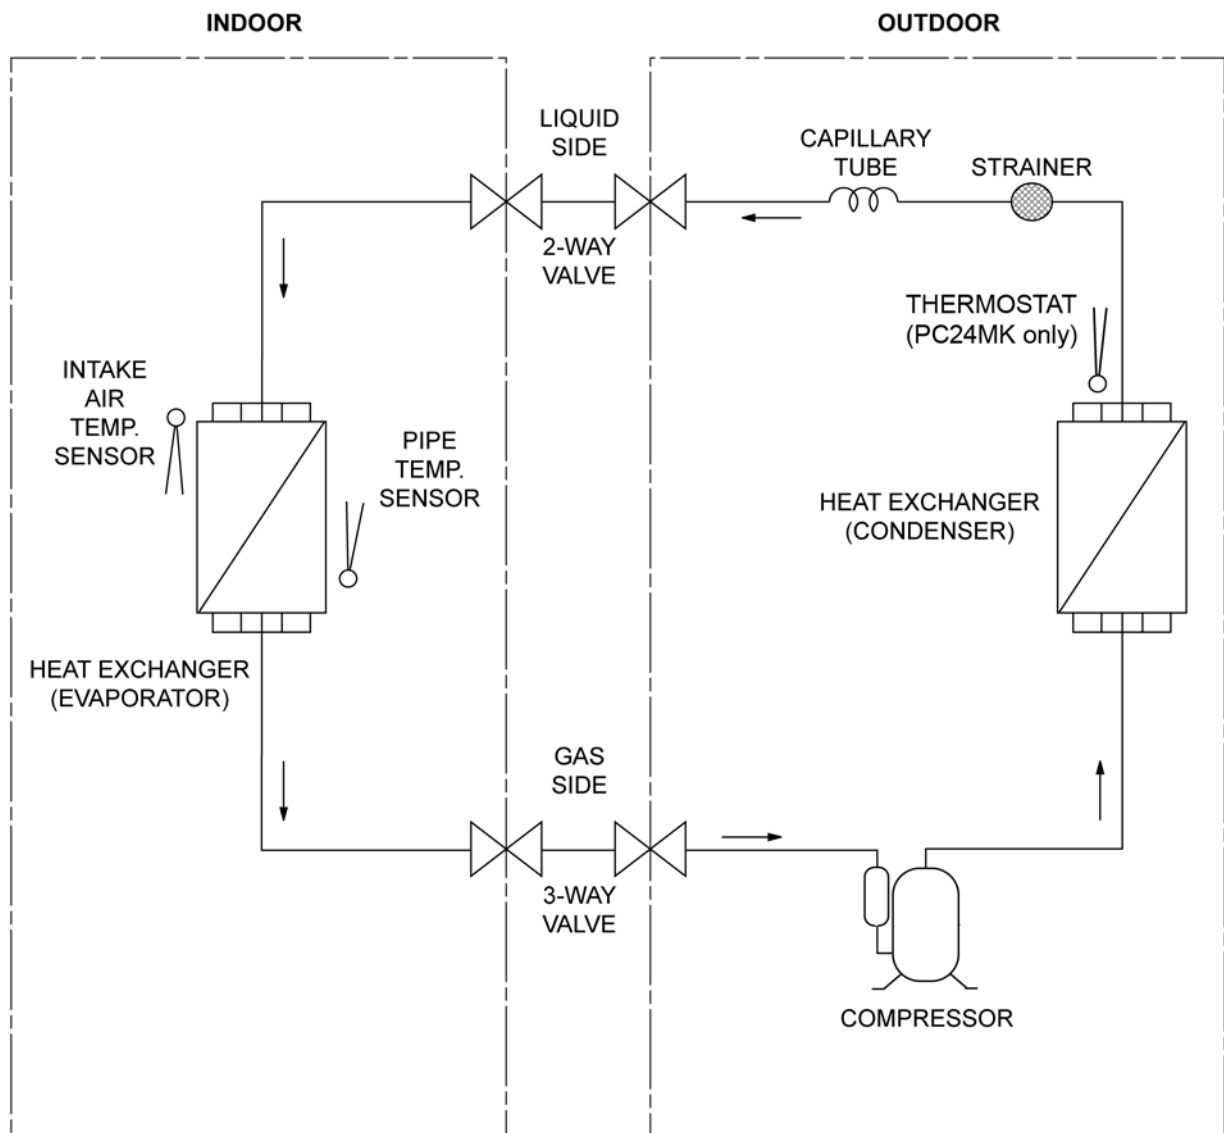 INDOOR
OUTDOOR
LIQUID
SIDE
2-WAY
VALVE
CAPILLARY
TUBE
STRAINER
THERMOSTAT
(PC24MK only)
INTAKE
AIR
TEMP.
SENSOR
PIPE
TEMP.
SENSOR
HEAT EXCHANGER
(CONDENSER)
HEAT EXCHANGER
(EVAPORATOR)
GAS
SIDE
3-WAY
VALVE
COMPRESSOR